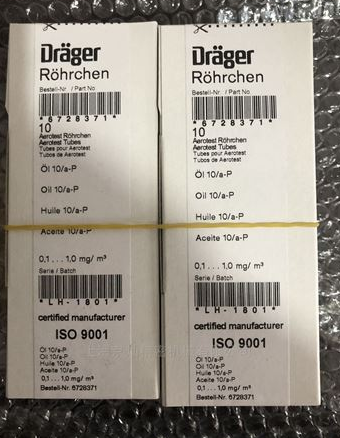 Dräger
Röhrchen
Bestell-Nr. / Part No.
*6728371*
10
Aerotest Röhrchen
Aerotest Tubes
Tubes pour Aerotest
Tubos de Aerotest
Öl 10/a-P
Oil 10/a-P
Huile 10/a-P
Aceite 10/a-P
0,1 . . . 1,0 mg/ m³
Serie / Batch
*LH-1801*
certified manufacturer
ISO 9001
Öl 10/a-P
Oil 10/a-P
Huile 10/a-P
Aceite 10/a-P
0,1 . . . 1,0 mg/ m³
Bestell-Nr. 6728371
Dräger
Röhrchen
Bestell-Nr. / Part No.
*6728371*
10
Aerotest Röhrchen
Aerotest Tubes
Tubes pour Aerotest
Tubos de Aerotest
Öl 10/a-P
Oil 10/a-P
Huile 10/a-P
Aceite 10/a-P
0,1 . . . 1,0 mg/ m³
Serie / Batch
*LH-1801*
certified manufacturer
ISO 9001
Öl 10/a-P
Oil 10/a-P
Huile 10/a-P
Aceite 10/a-P
0,1 . . . 1,0 mg/ m³
Bestell-Nr. 6728371